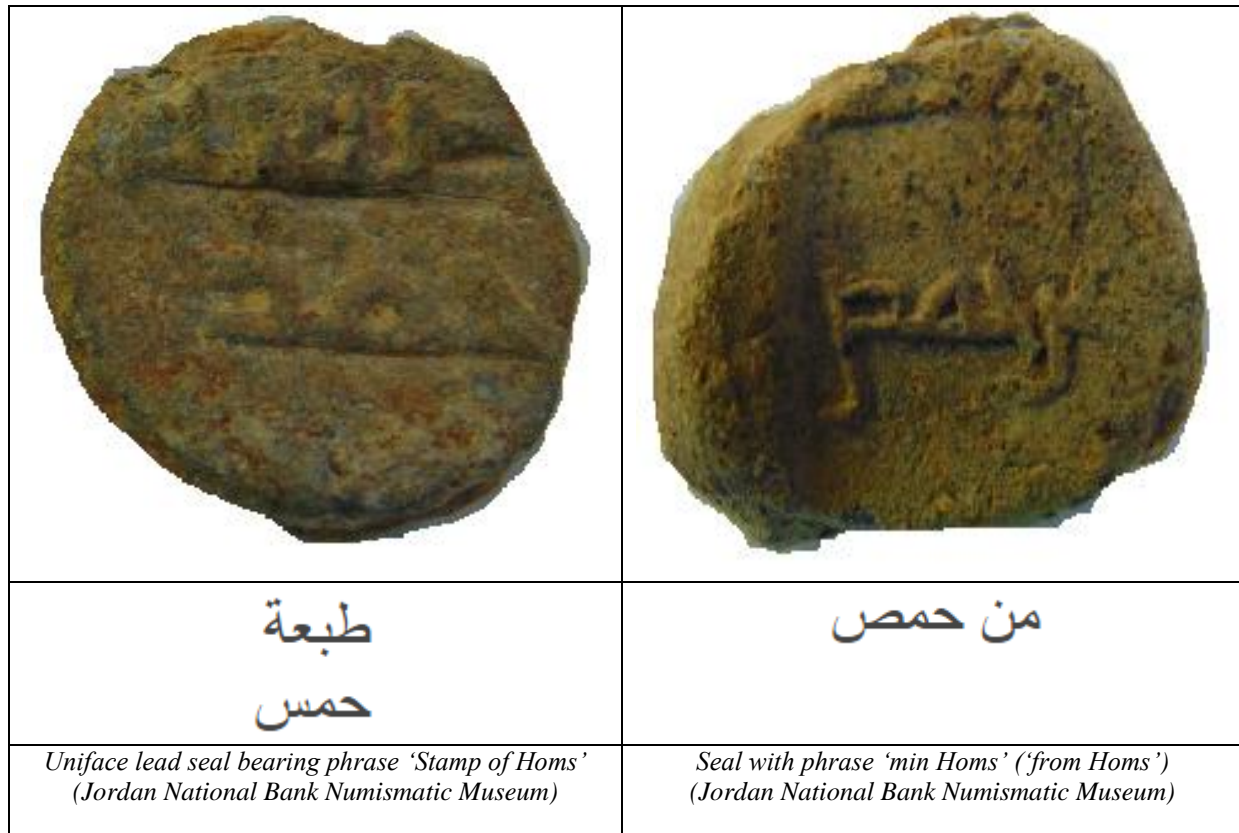 طبعة
حمس
من حمص
Uniface lead seal bearing phrase ‘Stamp of Homs’
(Jordan National Bank Numismatic Museum)
Seal with phrase ‘min Homs’ (‘from Homs’)
(Jordan National Bank Numismatic Museum)